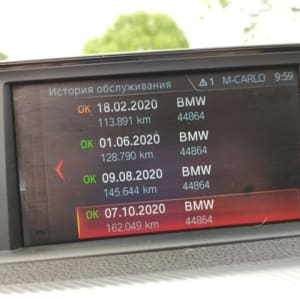 История обслуживания ⚠1 M-CARLO 9:59
OK 18.02.2020 BMW
113.891 km 44864
OK 01.06.2020 BMW
128.790 km 44864
OK 09.08.2020 BMW
145.644 km 44864
OK 07.10.2020 BMW
162.049 km 44864